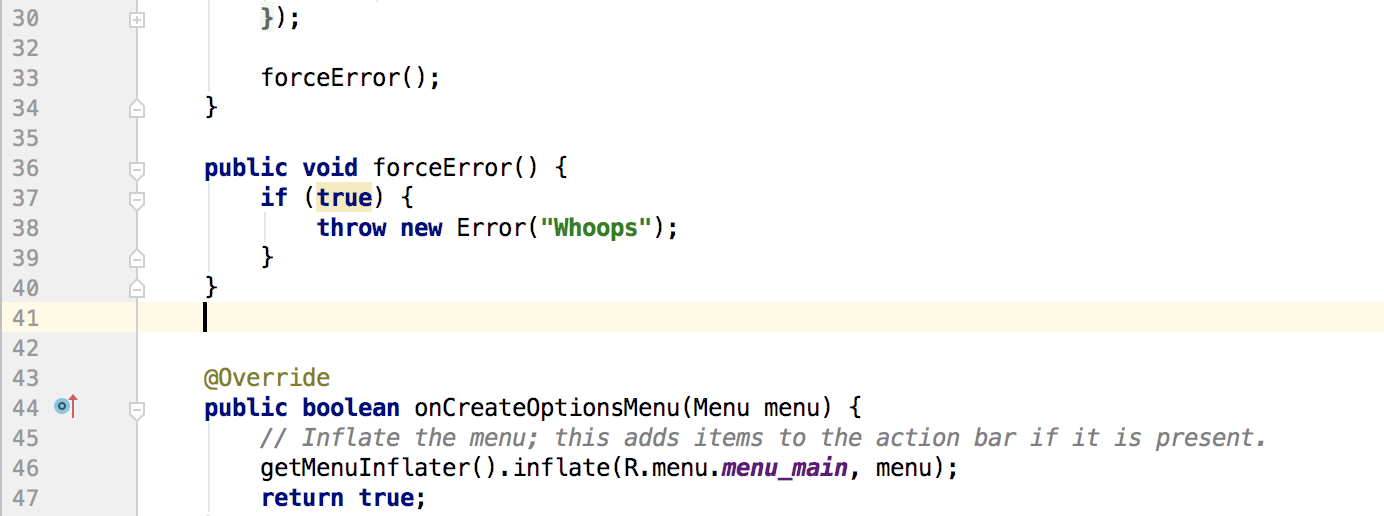 30 });
32
33 forceError();
34 }
35
36 public void forceError() {
37 if (true) {
38 throw new Error("Whoops");
39 }
40 }
41
42
43 @Override
44 public boolean onCreateOptionsMenu(Menu menu) {
45 // Inflate the menu; this adds items to the action bar if it is present.
46 getMenuInflater().inflate(R.menu.menu_main, menu);
47 return true;